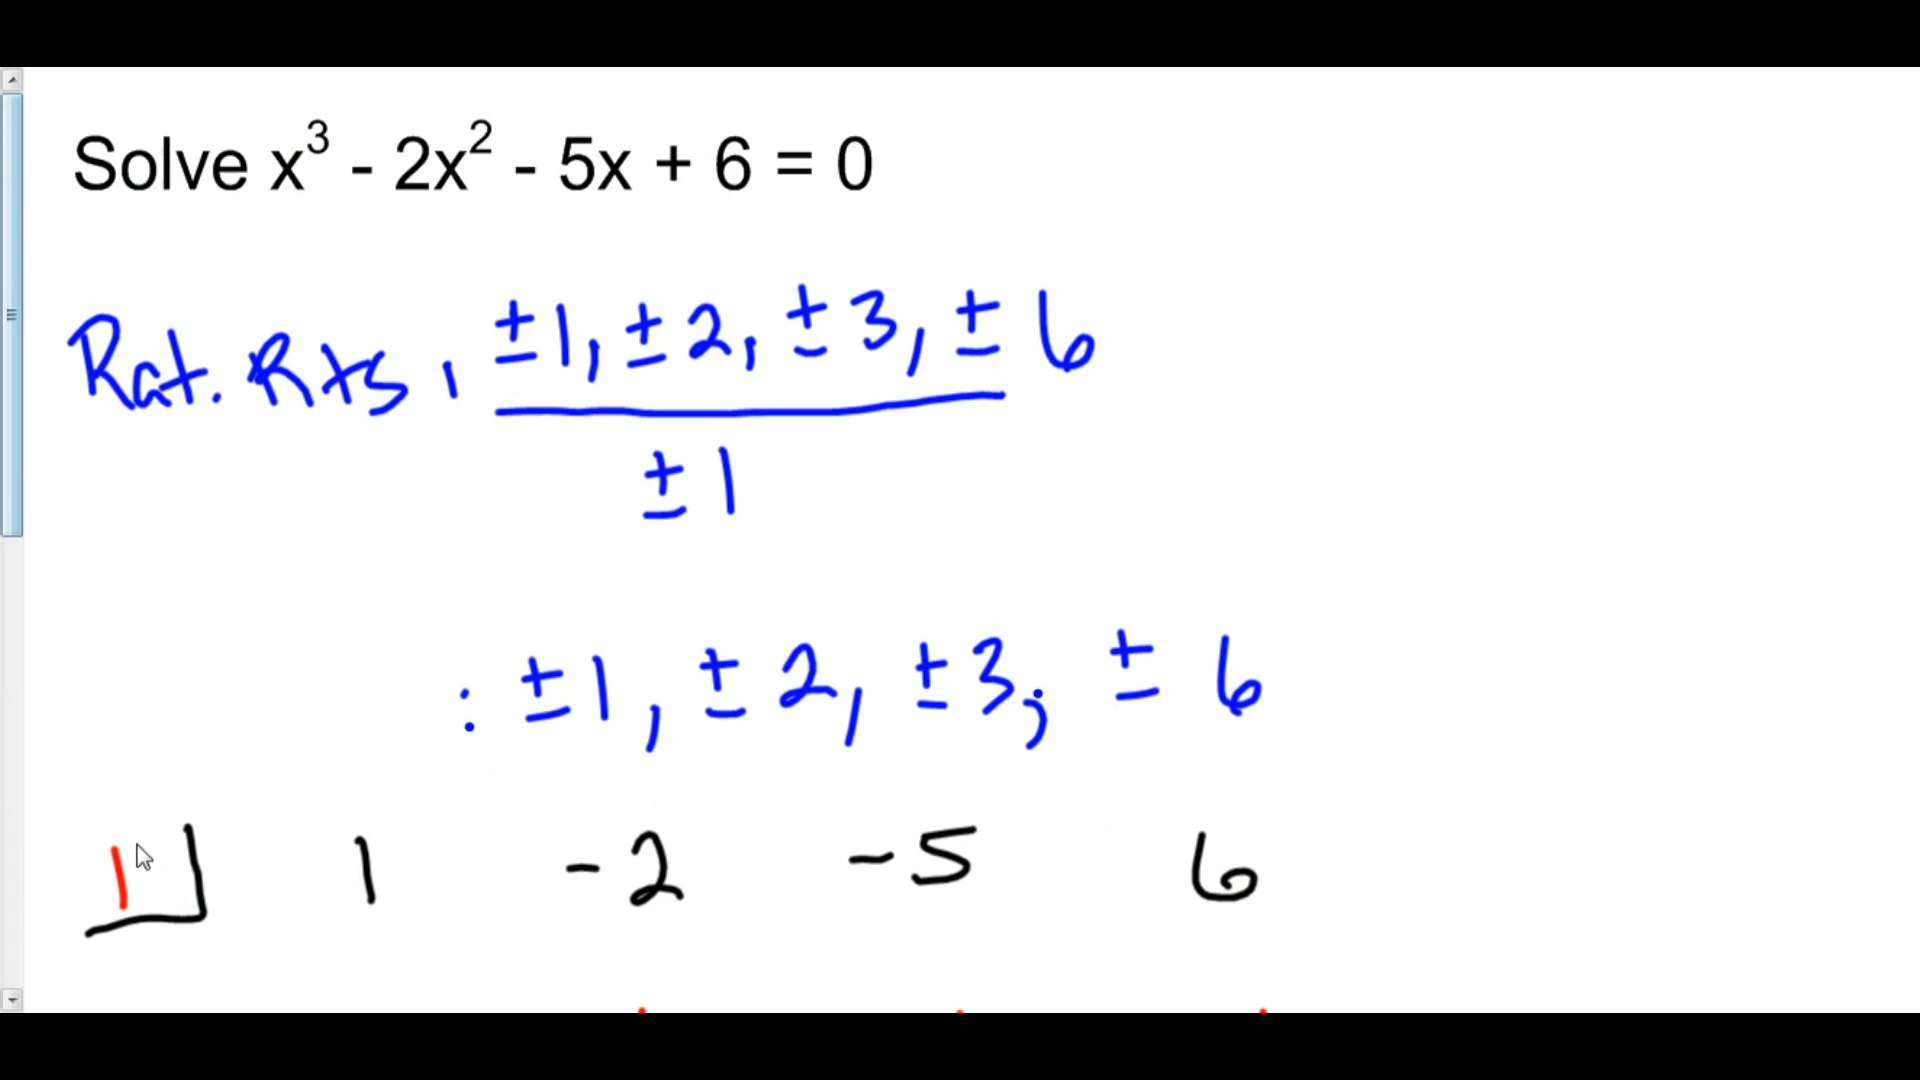 Solve x³ - 2x² - 5x + 6 = 0
Rat. Rts, ±1, ±2, ±3, ± 6
±1
: ±1, ±2, ±3, ± 6
1 1 -2 -5 6